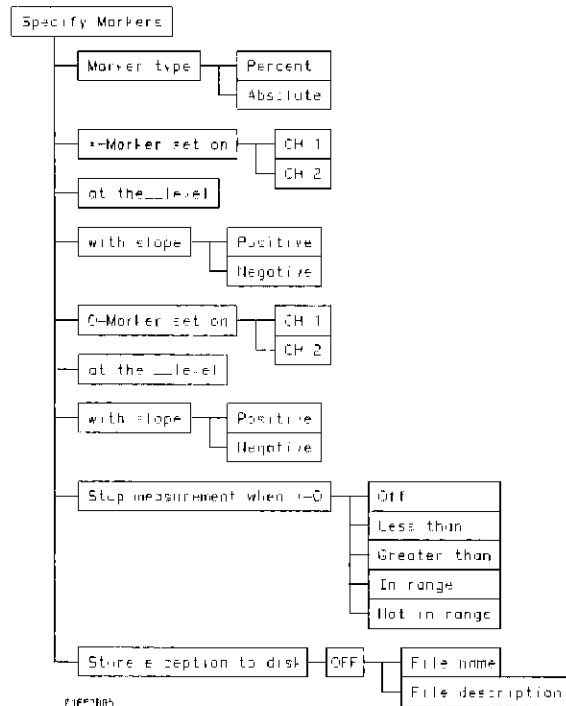 Specify Markers
Marker type
Percent
Absolute
x-Marker set on
CH 1
CH 2
at the __level
with slope
Positive
Negative
O-Marker set on
CH 1
CH 2
at the __level
with slope
Positive
Negative
Stop measurement when x-O
Off
Less than
Greater than
In range
Not in range
Store exception to disk
OFF
File name
File description